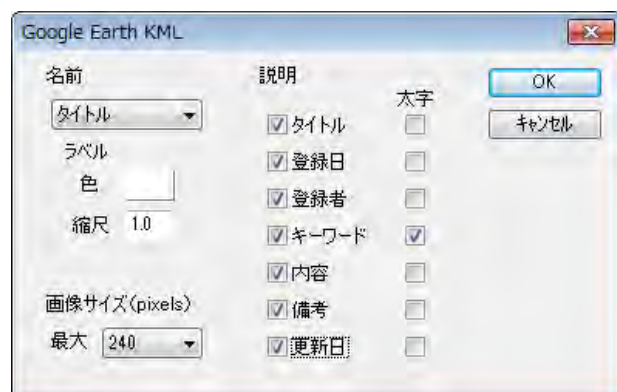 Google Earth KML
名前
タイトル
ラベル
色
縮尺 1.0
画像サイズ(pixels)
最大 240
説明
太字
タイトル
登録日
登録者
キーワード
内容
備考
更新日
OK
キャンセル